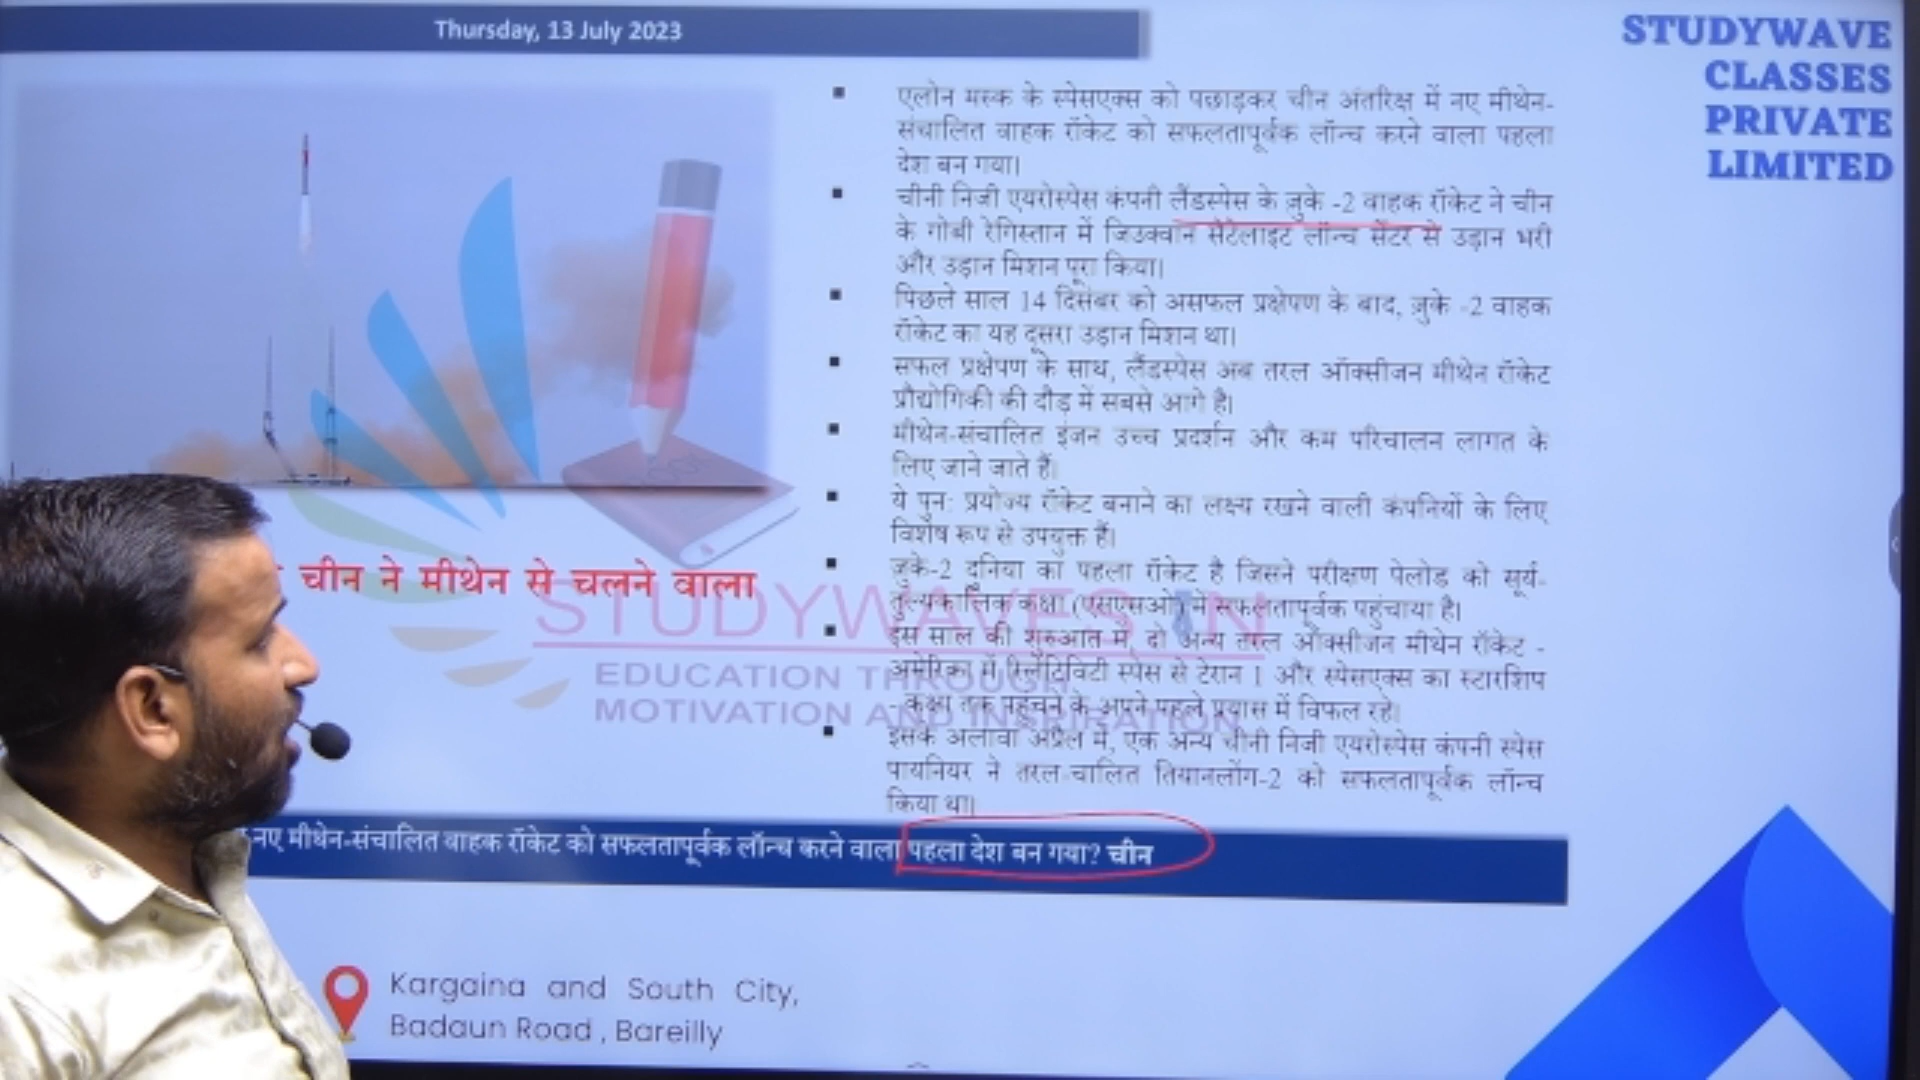 Thursday, 13 July 2023
STUDYWAVE
CLASSES
PRIVATE
LIMITED
एलोन मस्क के स्पेसएक्स को पछाड़कर चीन अंतरिक्ष में नए मीथेन-
संचालित वाहक रॉकेट को सफलतापूर्वक लॉन्च करने वाला पहला
देश बन गया।
चीनी निजी एयरोस्पेस कंपनी लैंडस्पेस के ज़ुके -2 वाहक रॉकेट ने चीन
के गोबी रेगिस्तान में जिउक्वान सैटेलाइट लॉन्च सेंटर से उड़ान भरी
और उड़ान मिशन पूरा किया।
पिछले साल 14 दिसंबर को असफल प्रक्षेपण के बाद, ज़ुके -2 वाहक
रॉकेट का यह दूसरा उड़ान मिशन था।
सफल प्रक्षेपण के साथ, लैंडस्पेस अब तरल ऑक्सीजन मीथेन रॉकेट
प्रौद्योगिकी की दौड़ में सबसे आगे है।
मीथेन-संचालित इंजन उच्च प्रदर्शन और कम परिचालन लागत के
लिए जाने जाते हैं।
ये पुन: प्रयोज्य रॉकेट बनाने का लक्ष्य रखने वाली कंपनियों के लिए
विशेष रूप से उपयुक्त हैं।
ज़ुके-2 दुनिया का पहला रॉकेट है जिसने परीक्षण पेलोड को सूर्य-
तुल्यकालिक कक्षा (एसएसओ) में सफलतापूर्वक पहुंचाया है।
इस साल की शुरुआत में, दो अन्य तरल ऑक्सीजन मीथेन रॉकेट -
अमेरिका में रिलेटिविटी स्पेस से टेरान 1 और स्पेसएक्स का स्टारशिप
- कक्षा तक पहुंचने के अपने पहले प्रयास में विफल रहे।
इसके अलावा अप्रैल में, एक अन्य चीनी निजी एयरोस्पेस कंपनी स्पेस
पायनियर ने तरल-चालित तियानलोंग-2 को सफलतापूर्वक लॉन्च
किया था।
चीन ने मीथेन से चलने वाला
STUDYWAVES.IN
EDUCATION THROUGH
MOTIVATION AND INSPIRATION
नए मीथेन-संचालित वाहक रॉकेट को सफलतापूर्वक लॉन्च करने वाला पहला देश बन गया? चीन
Kargaina and South City,
Badaun Road , Bareilly